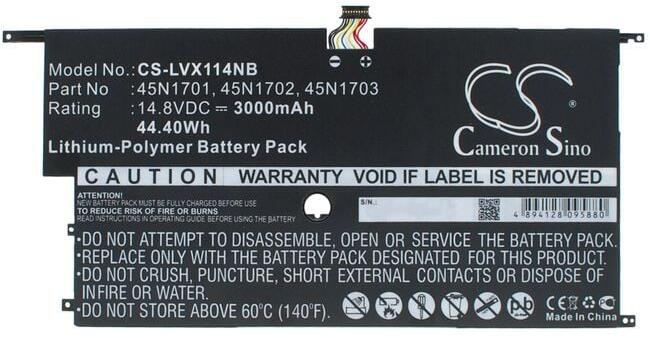 Model No.: CS-LVX114NB
Part No : 45N1701, 45N1702, 45N1703
Rating : 14.8VDC 3000mAh
44.40Wh
Lithium-Polymer Battery Pack
CS
Cameron Sino
CAUTION WARRANTY VOID IF LABEL IS REMOVED
ATTENTION!
NEW BATTERY PACK MUST BE FULLY CHARGED BEFORE USE
TO REDUCE RISK OF FIRE OR BURNS
READ INSTRUCTIONS IN OPERATING GUIDE BEFORE USE
S/N.:
4 894128 095880
•DO NOT ATTEMPT TO DISASSEMBLE, OPEN OR SERVICE THE BATTERY PACK.
•REPLACE ONLY WITH THE BATTERY PACK DESIGNATED FOR THIS PRODUCT.
•DO NOT CRUSH, PUNCTURE, SHORT EXTERNAL CONTACTS OR DISPOSE OF
IN FIRE OR WATER.
•DO NOT STORE ABOVE 60°C (140°F).
Pb
CE
Made in China